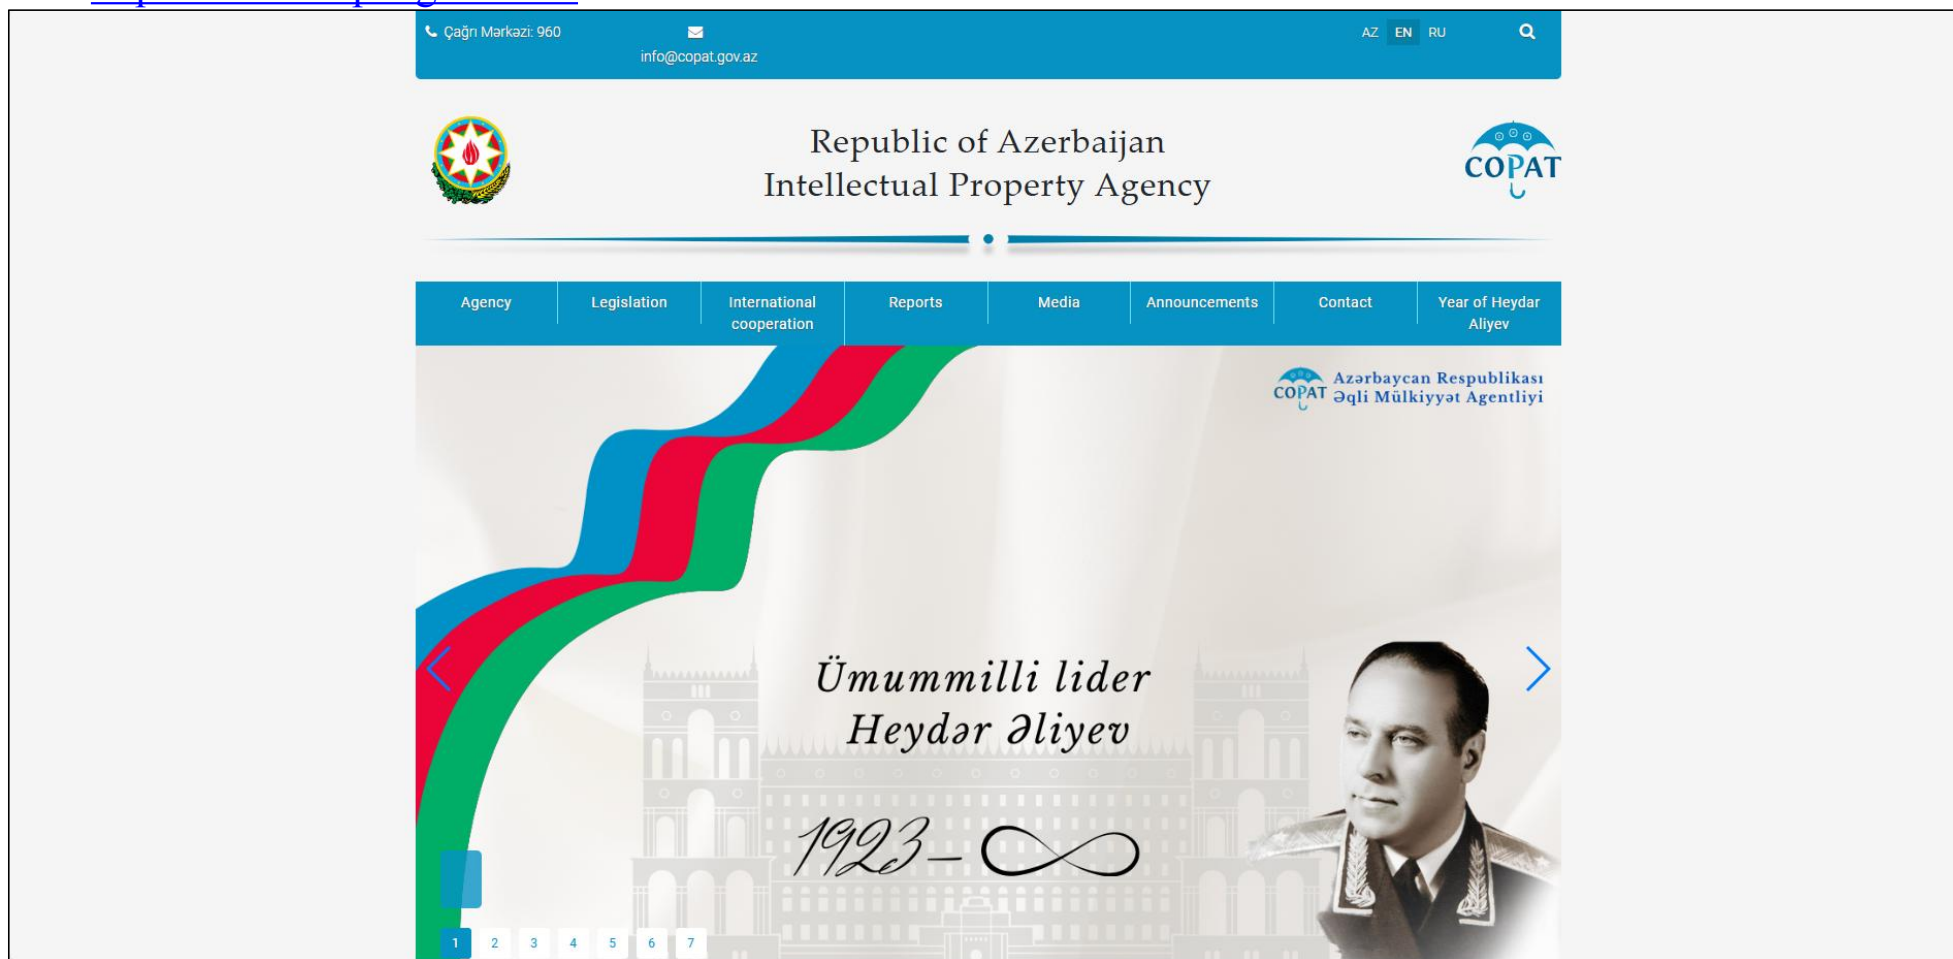 Çağrı Mərkəzi: 960
info@copat.gov.az
AZ EN RU
Republic of Azerbaijan
Intellectual Property Agency
COPAT
Agency
Legislation
International
cooperation
Reports
Media
Announcements
Contact
Year of Heydar
Aliyev
COPAT
Azərbaycan Respublikası
Əqli Mülkiyyət Agentliyi
Ümummilli lider
Heydər Əliyev
1923–∞
1 2 3 4 5 6 7